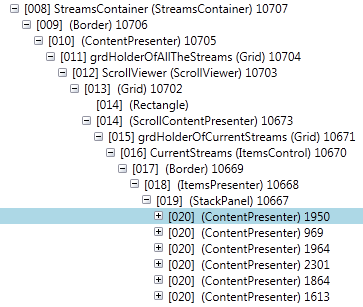 [008] StreamsContainer (StreamsContainer) 10707
[009] (Border) 10706
[010] (ContentPresenter) 10705
[011] grdHolderOfAllTheStreams (Grid) 10704
[012] ScrollViewer (ScrollViewer) 10703
[013] (Grid) 10702
[014] (Rectangle)
[014] (ScrollContentPresenter) 10673
[015] grdHolderOfCurrentStreams (Grid) 10671
[016] CurrentStreams (ItemsControl) 10670
[017] (Border) 10669
[018] (ItemsPresenter) 10668
[019] (StackPanel) 10667
[020] (ContentPresenter) 1950
[020] (ContentPresenter) 969
[020] (ContentPresenter) 1964
[020] (ContentPresenter) 2301
[020] (ContentPresenter) 1864
[020] (ContentPresenter) 1613